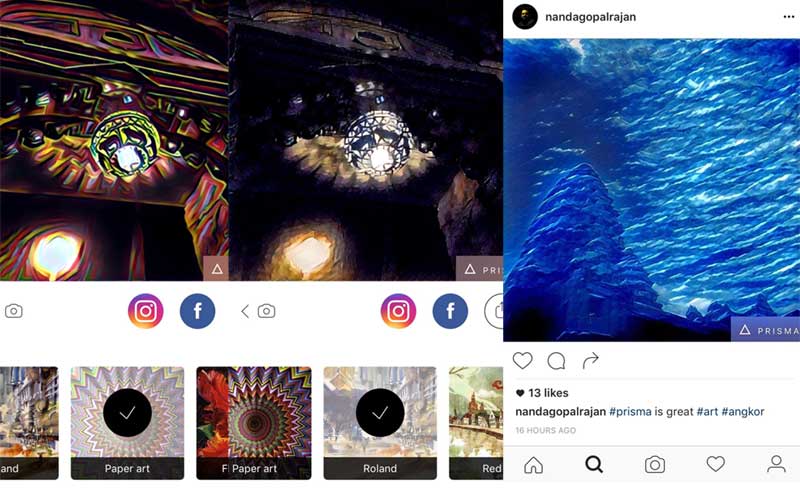 nandagopalrajan
PRIS
PRISMA
and
Paper art
F Paper art
Roland
Red
13 likes
nandagopalrajan #prisma is great #art #angkor
16 HOURS AGO